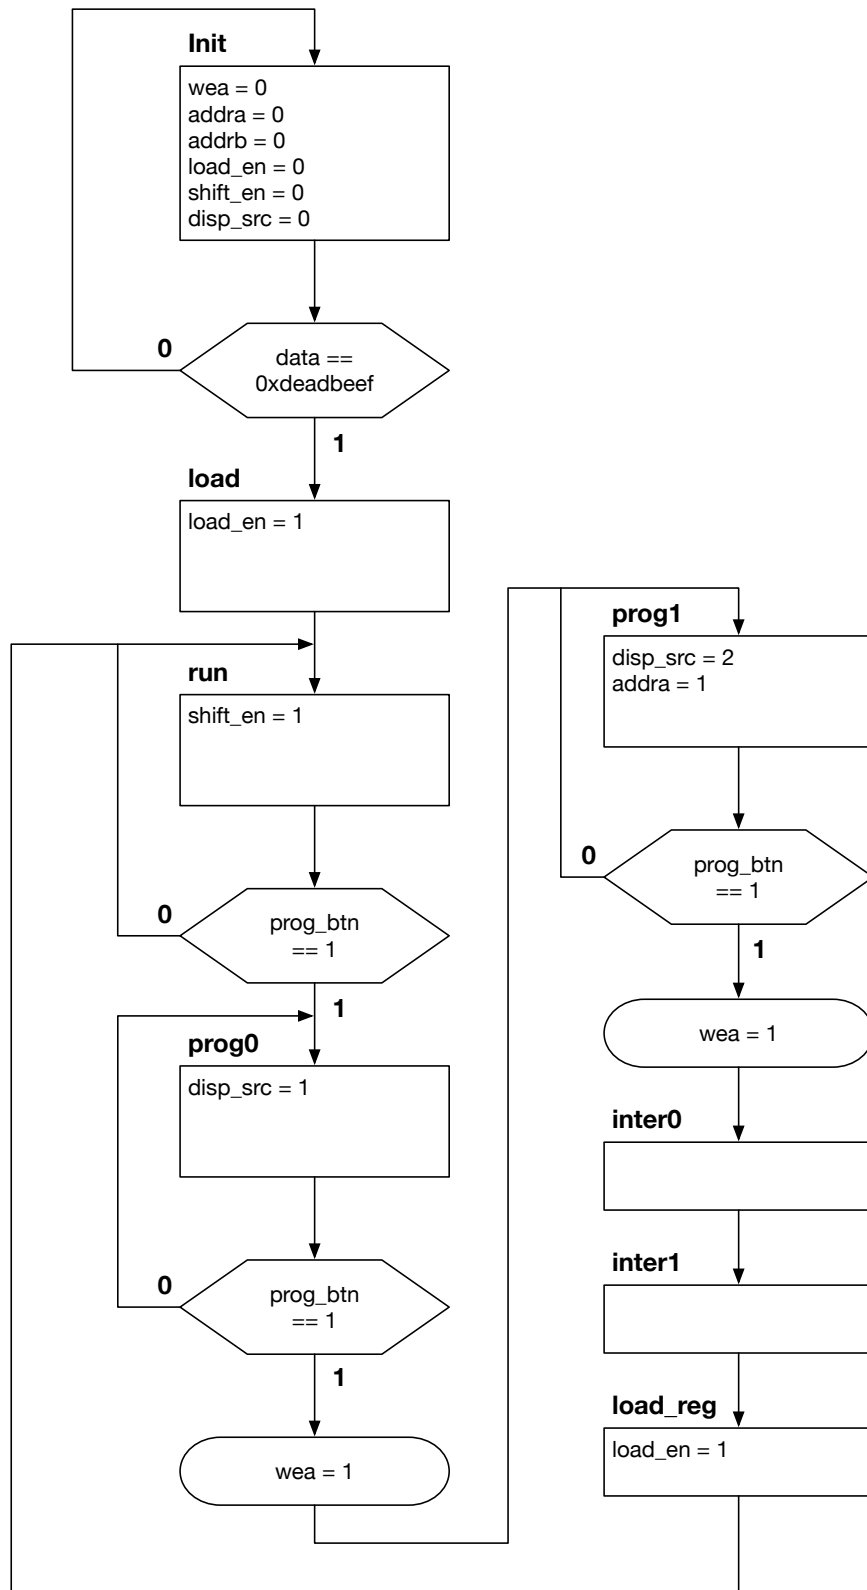 Init
wea = 0
addra = 0
addrb = 0
load_en = 0
shift_en = 0
disp_src = 0
0
data ==
0xdeadbeef
1
load
load_en = 1
run
shift_en = 1
0
prog_btn
== 1
1
prog0
disp_src = 1
0
prog_btn
== 1
1
wea = 1
prog1
disp_src = 2
addra = 1
0
prog_btn
== 1
1
wea = 1
inter0
inter1
load_reg
load_en = 1